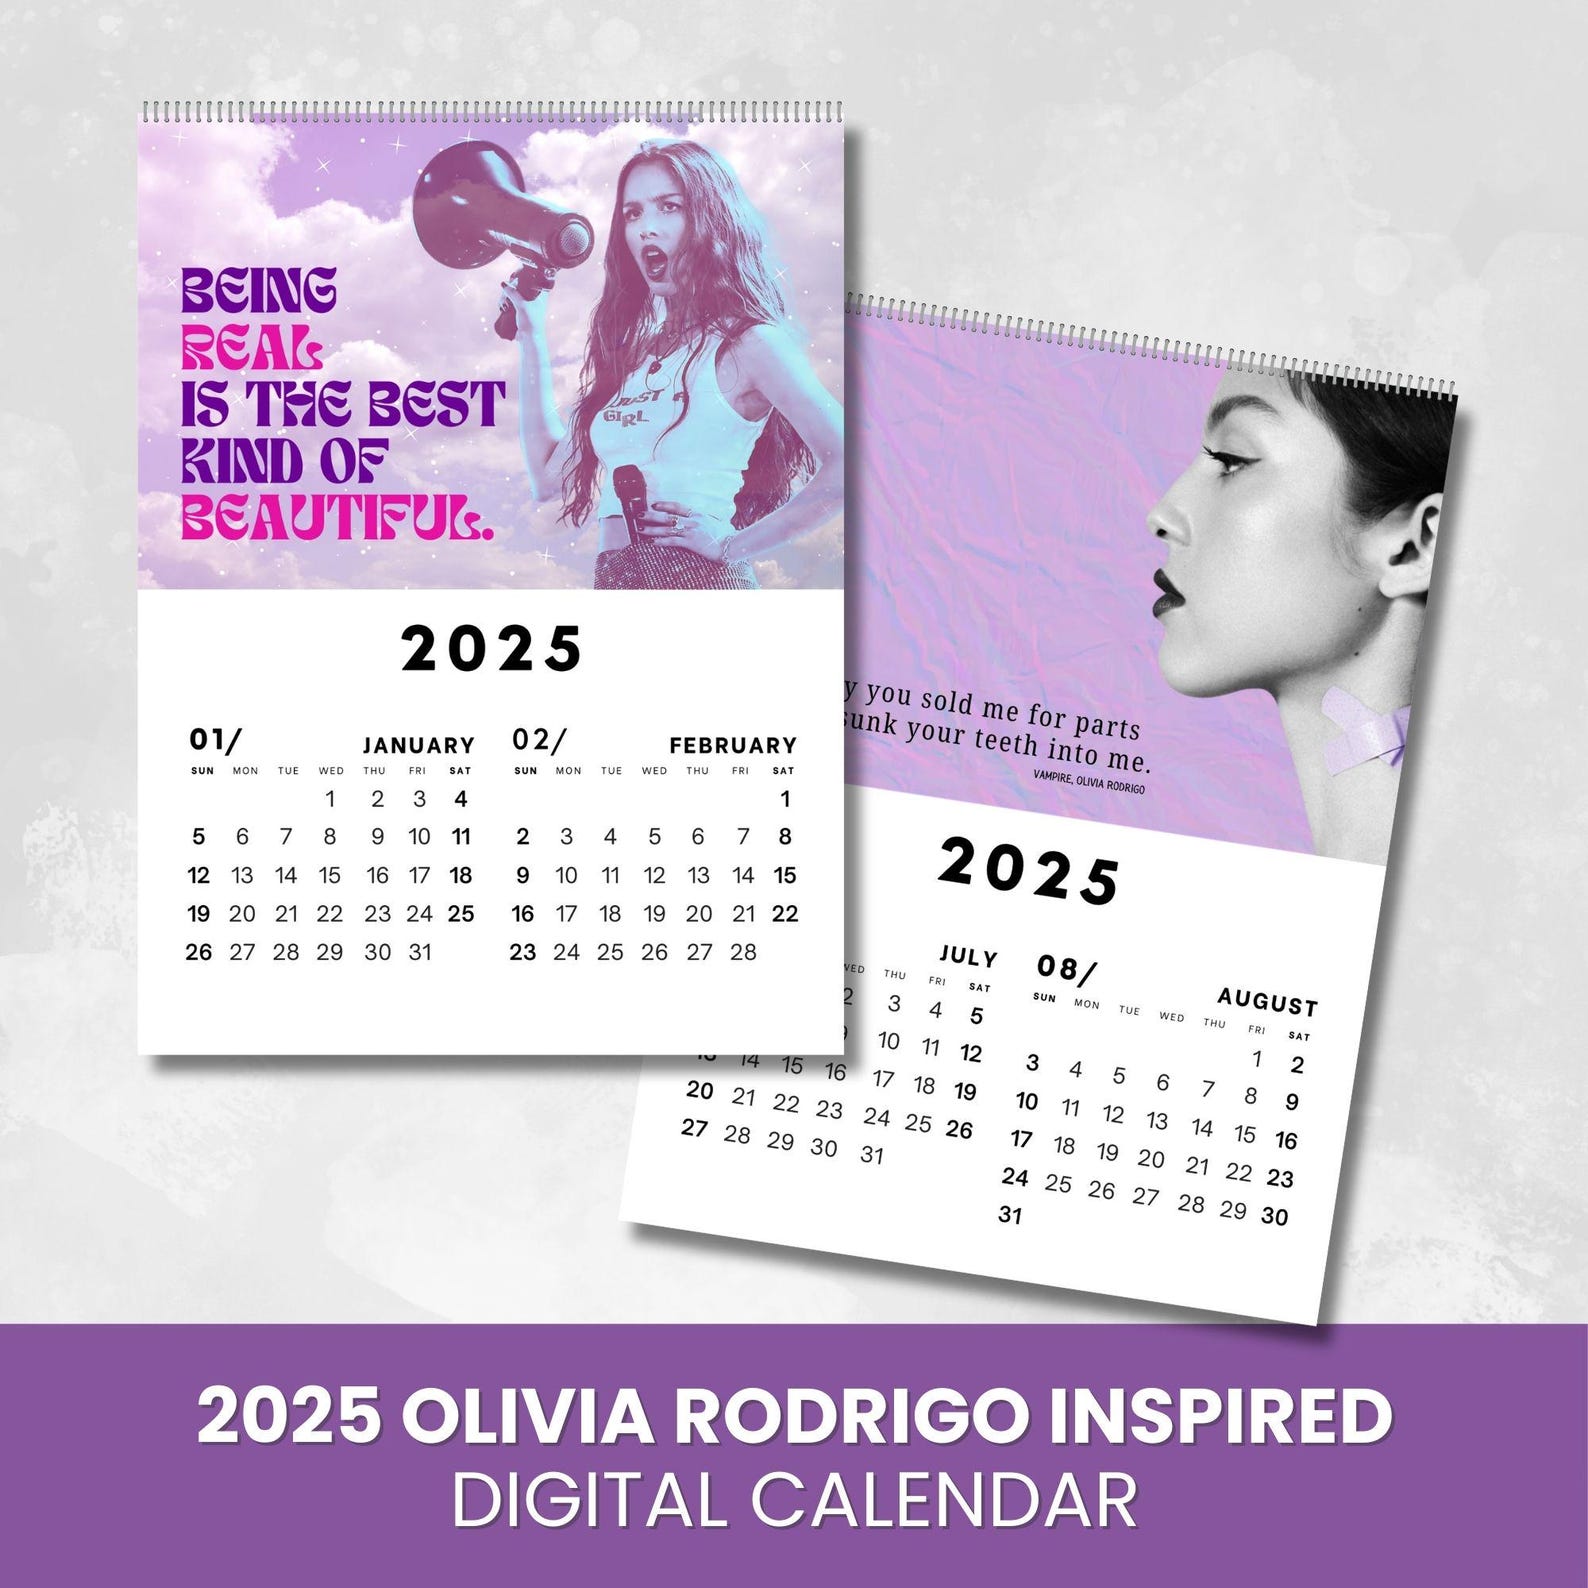 BEING
REAL
IS THE BEST
KIND OF
BEAUTIFUL.
JUST A
GIRL
2025
01/ JANUARY
SUN MON TUE WED THU FRI SAT
1 2 3 4
5 6 7 8 9 10 11
12 13 14 15 16 17 18
19 20 21 22 23 24 25
26 27 28 29 30 31
02/ FEBRUARY
SUN MON TUE WED THU FRI SAT
1
2 3 4 5 6 7 8
9 10 11 12 13 14 15
16 17 18 19 20 21 22
23 24 25 26 27 28
you sold me for parts
sunk your teeth into me.
VAMPIRE, OLIVIA RODRIGO
2025
JULY
WED THU FRI SAT
2 3 4 5
9 10 11 12
13 14 15 16 17 18 19
20 21 22 23 24 25 26
27 28 29 30 31
08/ AUGUST
SUN MON TUE WED THU FRI SAT
1 2
3 4 5 6 7 8 9
10 11 12 13 14 15 16
17 18 19 20 21 22 23
24 25 26 27 28 29 30
31
2025 OLIVIA RODRIGO INSPIRED
DIGITAL CALENDAR